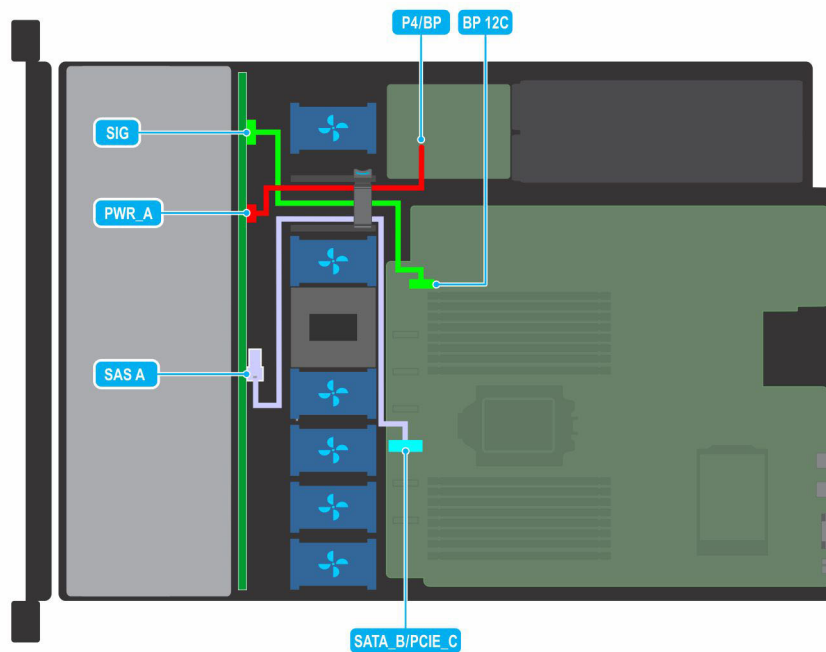 P4/BP
BP 12C
SIG
PWR_A
SAS A
SATA_B/PCIE_C